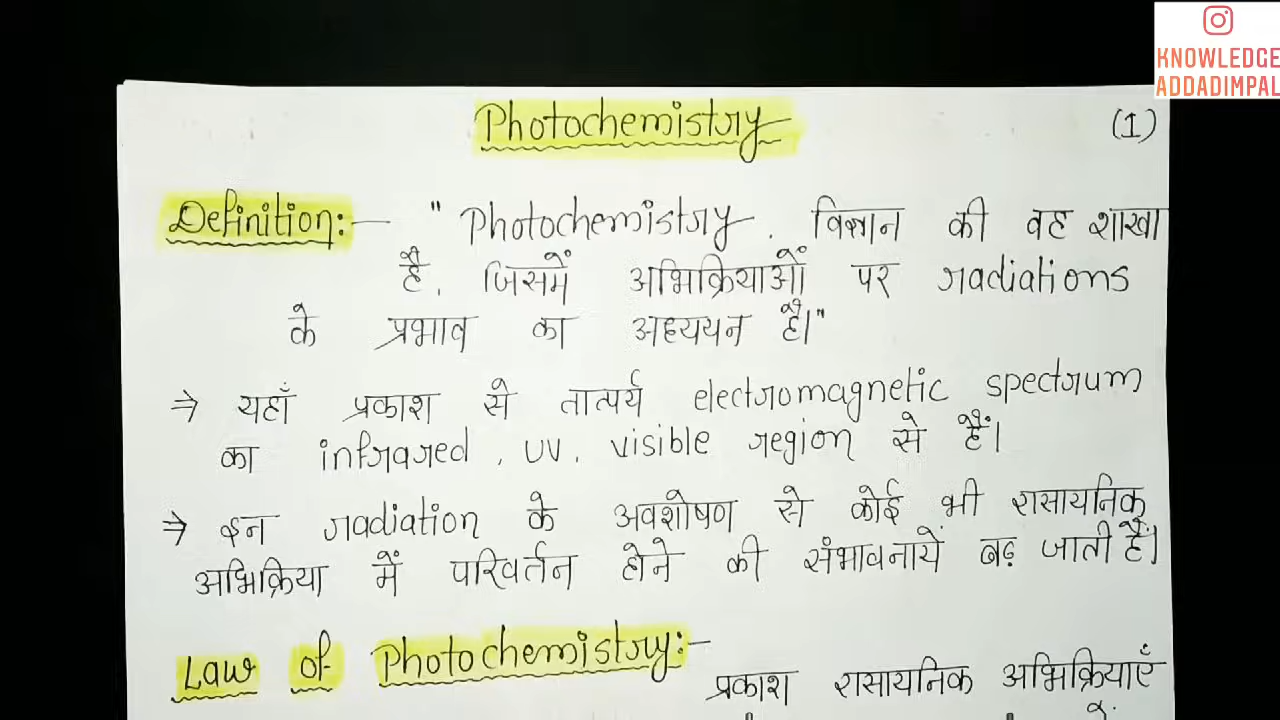 KNOWLEDGE
ADDADIMPAL
Photochemistry
(1)
Definition:— " Photochemistry, विज्ञान की वह शाखा
है, जिसमें अभिक्रियाओं पर radiations
के प्रभाव का अध्ययन है।"
⇒ यहाँ प्रकाश से तात्पर्य electromagnetic spectrum
का infrared, UV, visible region से हैं।
⇒ इन radiation के अवशोषण से कोई भी रासायनिक
अभिक्रिया में परिवर्तन होने की संभावनायें बढ़ जाती हैं।
Law of Photochemistry:—
प्रकाश रासायनिक अभिक्रियाएँ